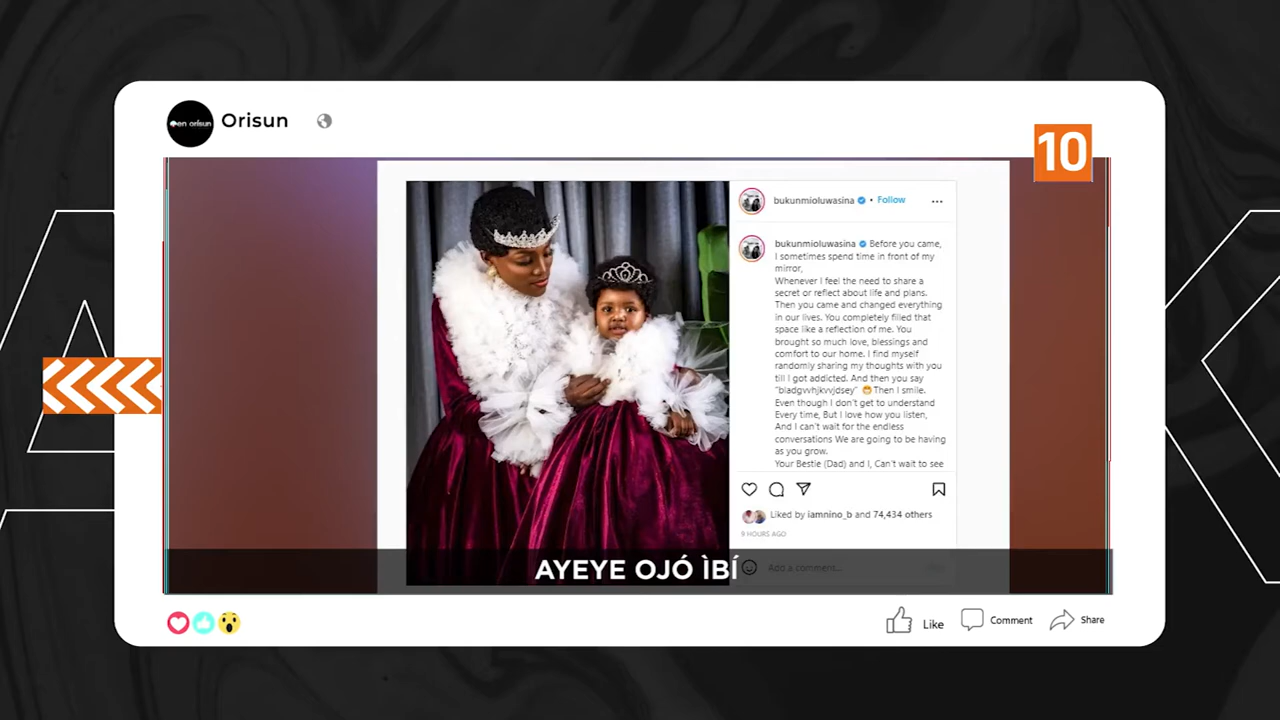 en orísun
Orisun
10
bukunmioluwasina • Follow
bukunmioluwasina Before you came,
I sometimes spend time in front of my
mirror,
Whenever I feel the need to share a
secret or reflect about life and plans.
Then you came and changed everything
in our lives. You completely filled that
space like a reflection of me. You
brought so much love, blessings and
comfort to our home. I find myself
randomly sharing my thoughts with you
till I got addicted. And then you say
"bladgvvhjkvvjdsey" 😁Then I smile.
Even though I don't get to understand
Every time, But I love how you listen,
And I can't wait for the endless
conversations We are going to be having
as you grow.
Your Bestie (Dad) and I, Can't wait to see
Liked by iamnino_b and 74,434 others
9 HOURS AGO
Add a comment...
AYEYE OJÓ ÌBÍ
Like
Comment
Share